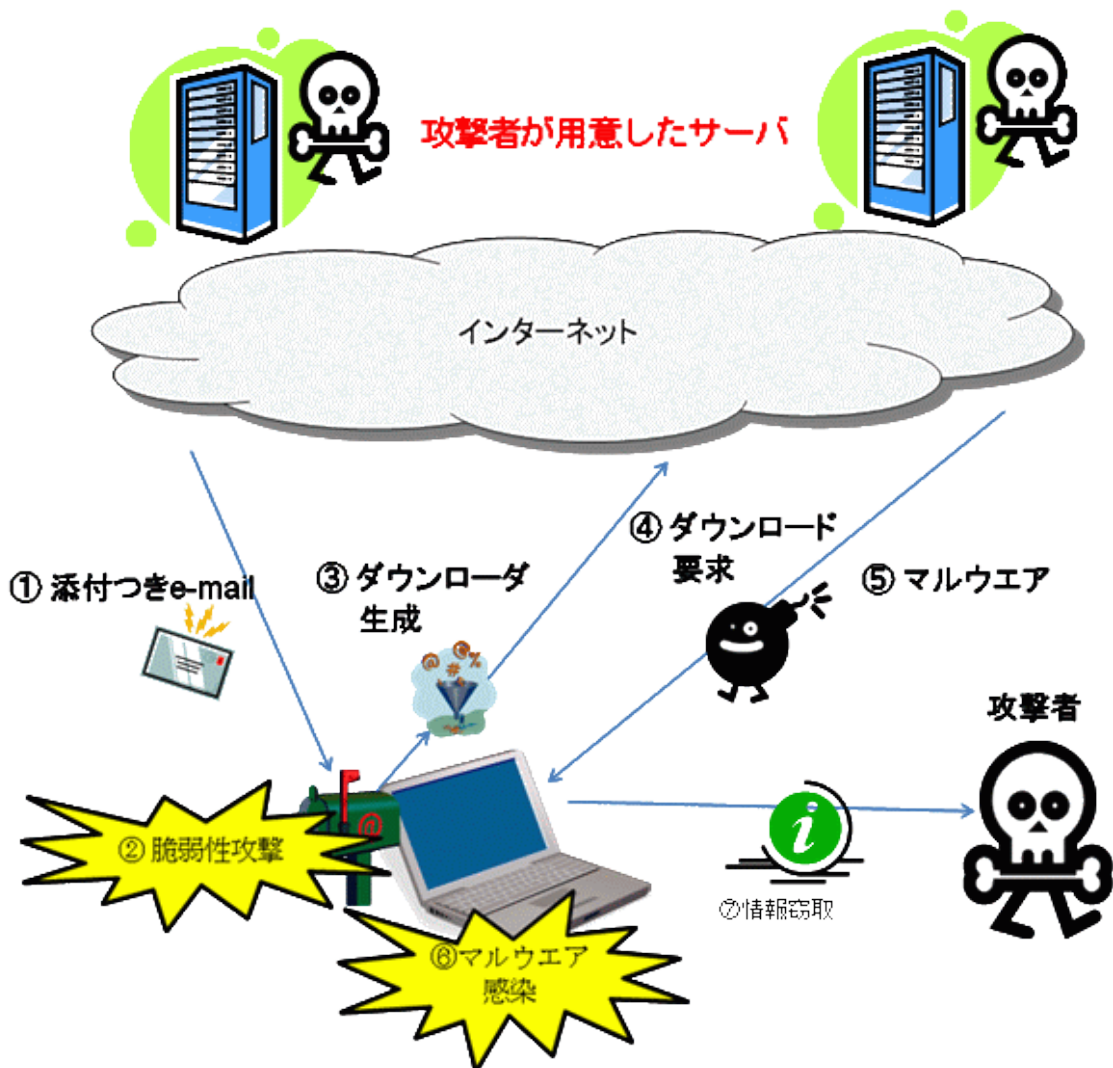 攻撃者が用意したサーバ
インターネット
① 添付つきe-mail
③ ダウンローダ
生成
④ ダウンロード
要求
⑤ マルウエア
攻撃者
② 脆弱性攻撃
@
⑦情報窃取
⑥マルウエア
感染